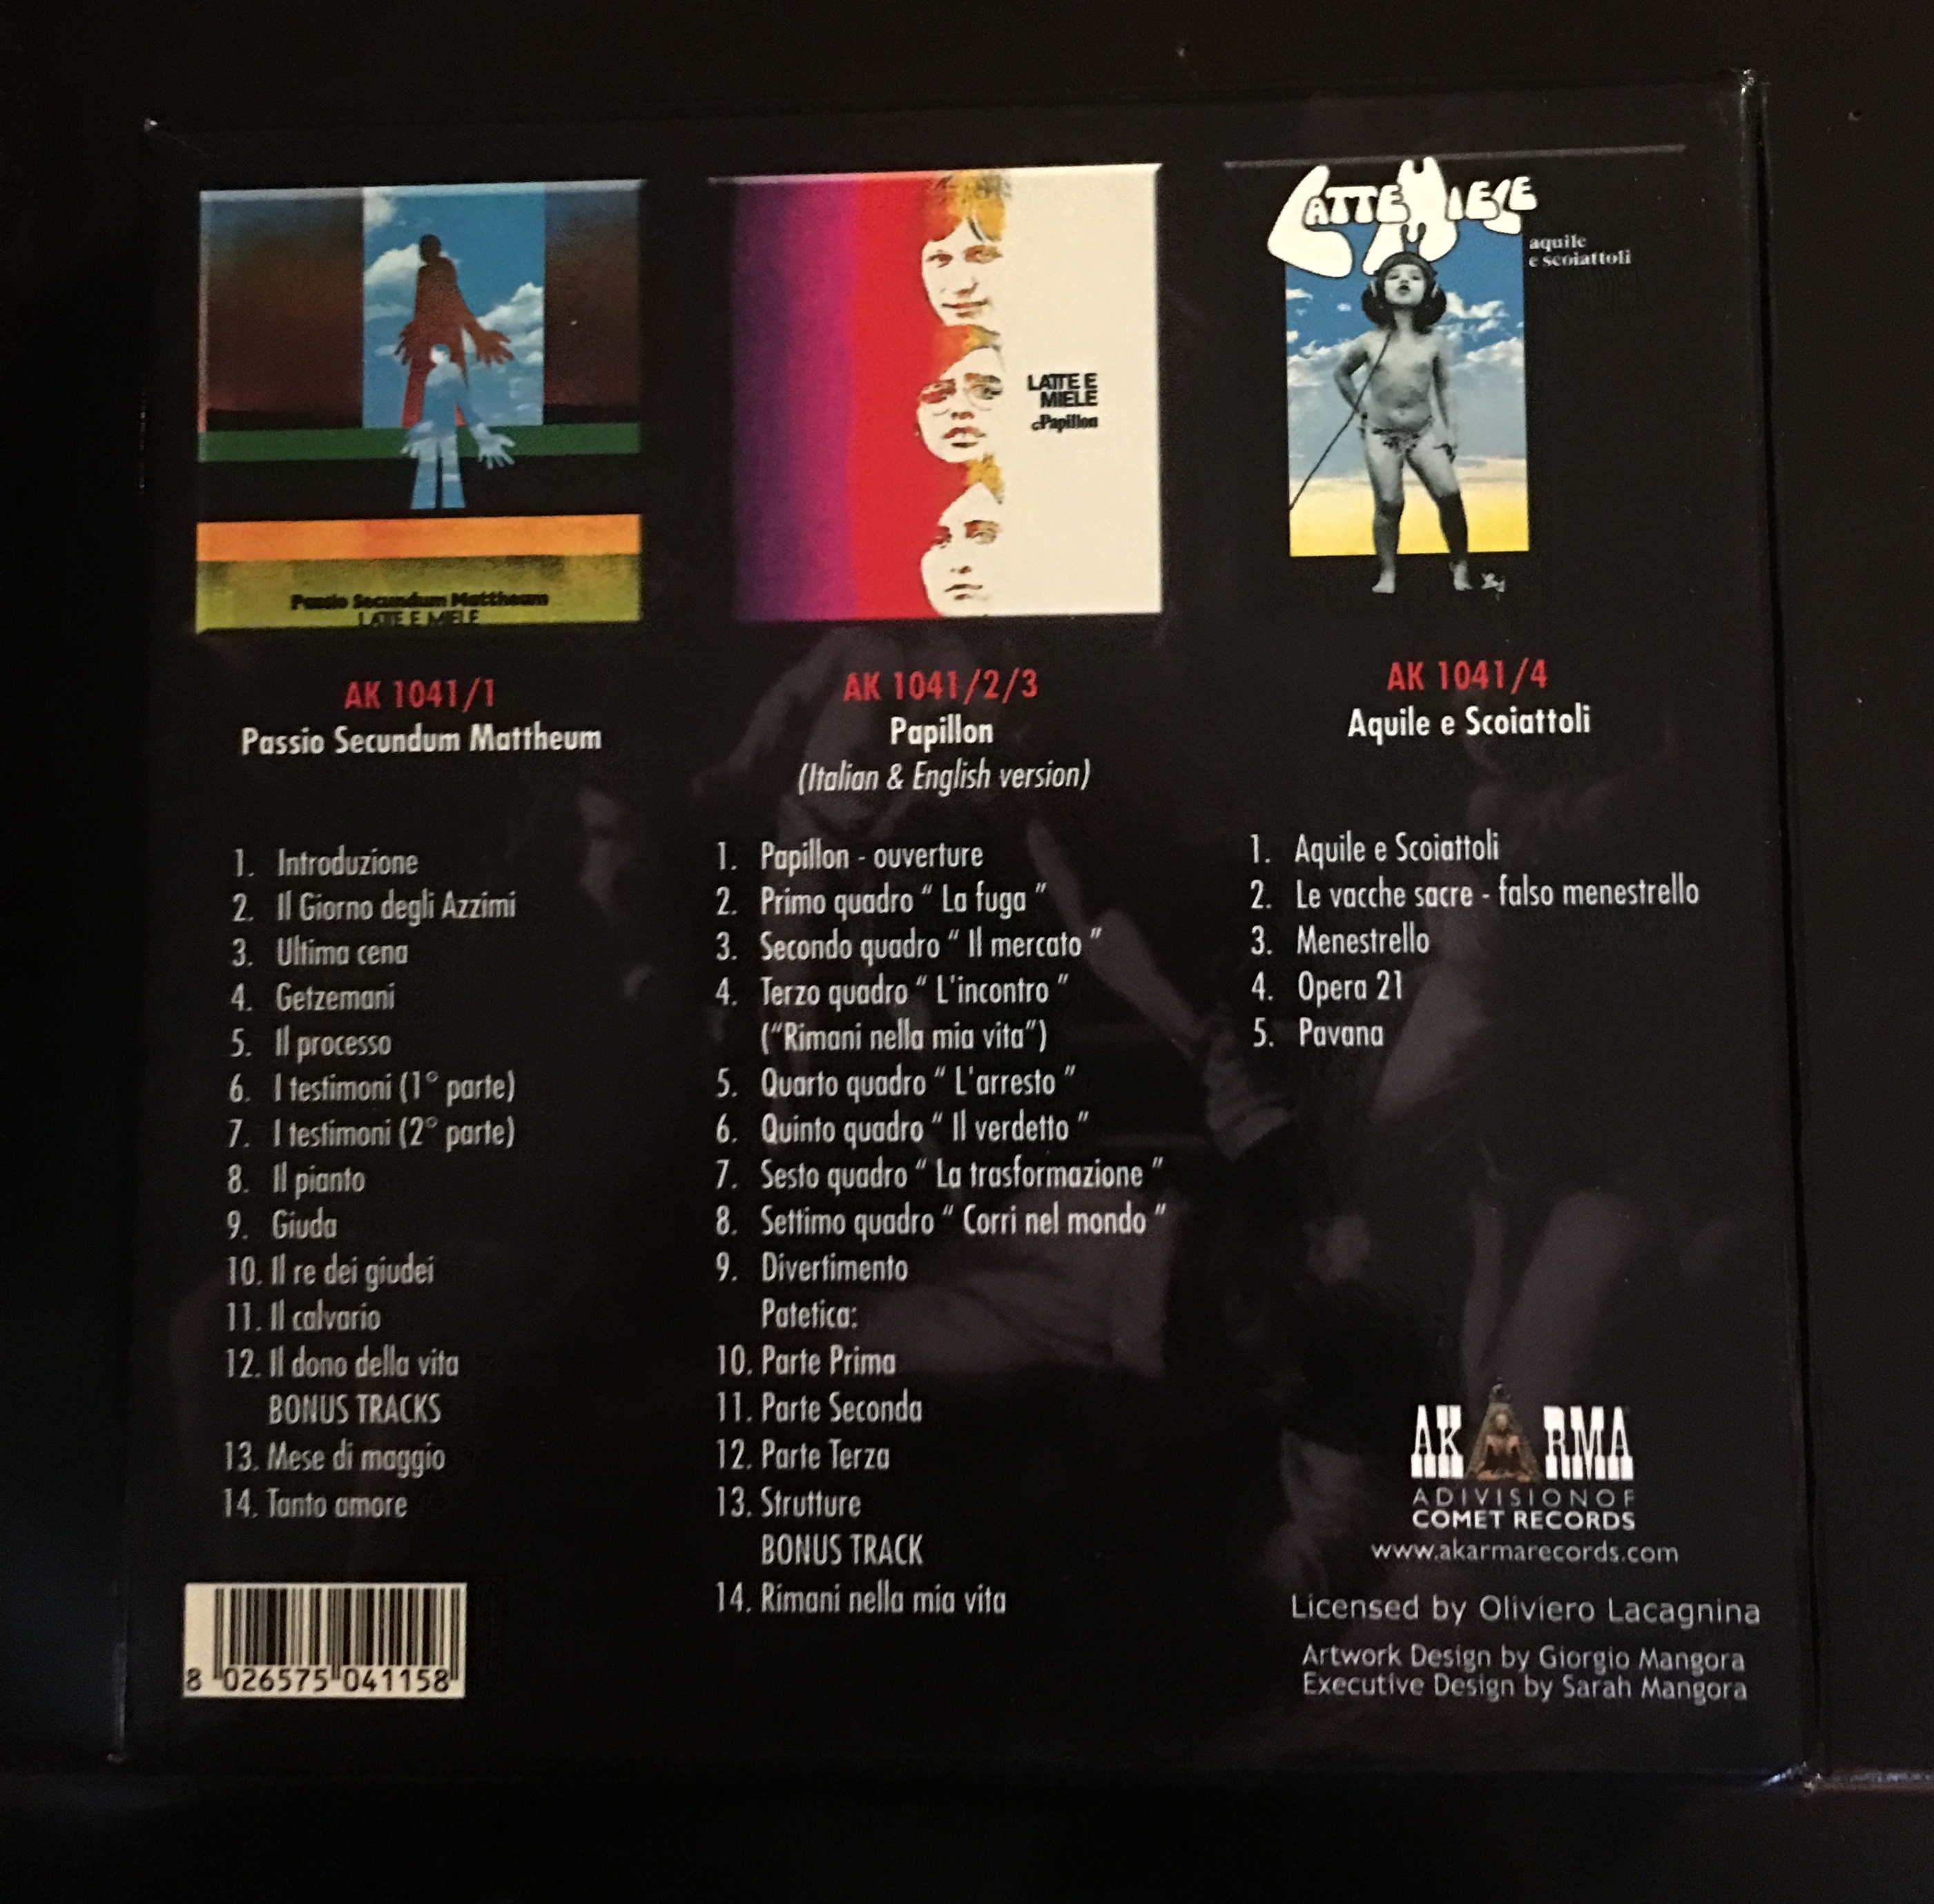 Passio Secundum Mattheum
LATTE E MIELE
AK 1041/1
Passio Secundum Mattheum
1. Introduzione
2. Il Giorno degli Azzimi
3. Ultima cena
4. Getzemani
5. Il processo
6. I testimoni (1° parte)
7. I testimoni (2° parte)
8. Il pianto
9. Giuda
10. Il re dei giudei
11. Il calvario
12. Il dono della vita
BONUS TRACKS
13. Mese di maggio
14. Tanto amore
8 026575 041158
LATTE E
MIELE
Papillon
AK 1041/2/3
Papillon
(Italian & English version)
1. Papillon - ouverture
2. Primo quadro “ La fuga ”
3. Secondo quadro “ Il mercato ”
4. Terzo quadro “ L'incontro ”
(“Rimani nella mia vita”)
5. Quarto quadro “ L'arresto ”
6. Quinto quadro “ Il verdetto ”
7. Sesto quadro “ La trasformazione ”
8. Settimo quadro “ Corri nel mondo ”
9. Divertimento
Patetica:
10. Parte Prima
11. Parte Seconda
12. Parte Terza
13. Strutture
BONUS TRACK
14. Rimani nella mia vita
LATTE MIELE
aquile
e scoiattoli
AK 1041/4
Aquile e Scoiattoli
1. Aquile e Scoiattoli
2. Le vacche sacre - falso menestrello
3. Menestrello
4. Opera 21
5. Pavana
AKARMA
A DIVISION OF
COMET RECORDS
www.akarmarecords.com
Licensed by Oliviero Lacagnina
Artwork Design by Giorgio Mangora
Executive Design by Sarah Mangora